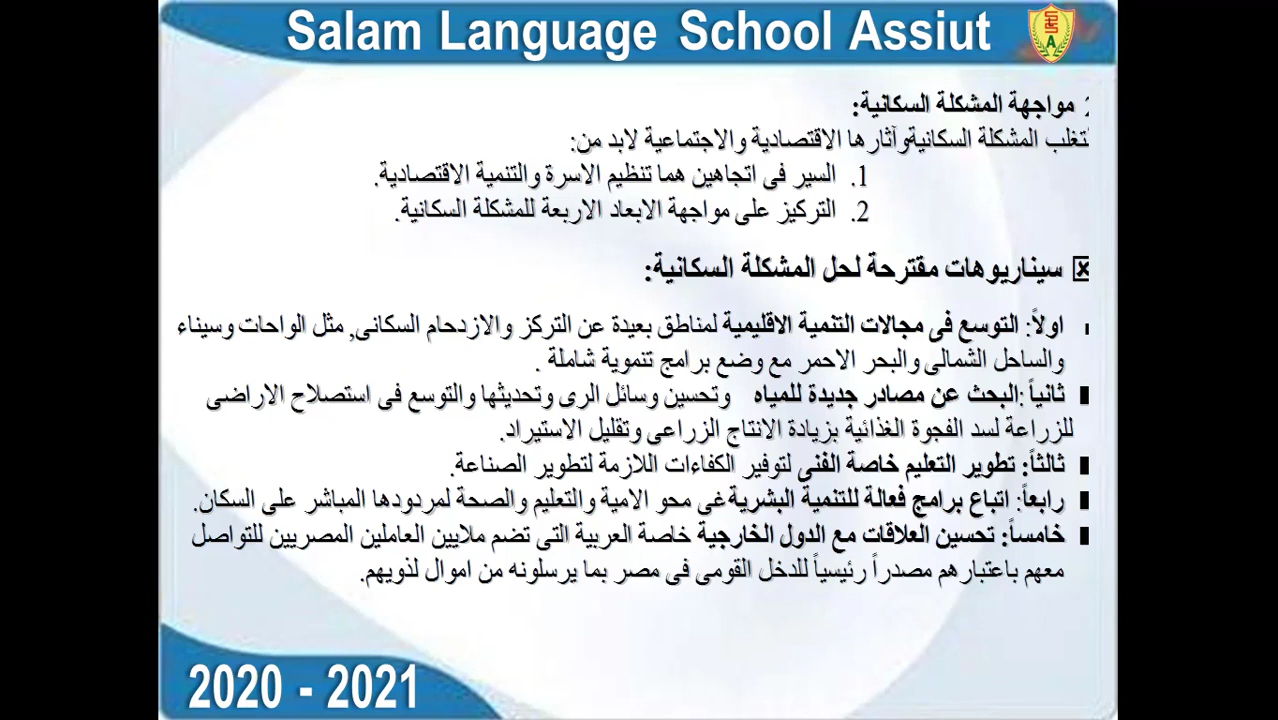 Salam Language School Assiut
مواجهة المشكلة السكانية:
لتغلب المشكلة السكانيةوآثارها الاقتصادية والاجتماعية لابد من:
1. السير فى اتجاهين هما تنظيم الاسرة والتنمية الاقتصادية.
2. التركيز على مواجهة الابعاد الاربعة للمشكلة السكانية.
سيناريوهات مقترحة لحل المشكلة السكانية:
اولاً: التوسع فى مجالات التنمية الاقليمية لمناطق بعيدة عن التركز والازدحام السكانى, مثل الواحات وسيناء
والساحل الشمالى والبحر الاحمر مع وضع برامج تنموية شاملة .
ثانياً :البحث عن مصادر جديدة للمياه وتحسين وسائل الرى وتحديثها والتوسع فى استصلاح الاراضى
للزراعة لسد الفجوة الغذائية بزيادة الانتاج الزراعى وتقليل الاستيراد.
ثالثاً: تطوير التعليم خاصة الفنى لتوفير الكفاءات اللازمة لتطوير الصناعة.
رابعاً: اتباع برامج فعالة للتنمية البشرية غى محو الامية والتعليم والصحة لمردودها المباشر على السكان.
خامساً: تحسين العلاقات مع الدول الخارجية خاصة العربية التى تضم ملايين العاملين المصريين للتواصل
معهم باعتبارهم مصدراً رئيسياً للدخل القومى فى مصر بما يرسلونه من اموال لذويهم.
2020 - 2021